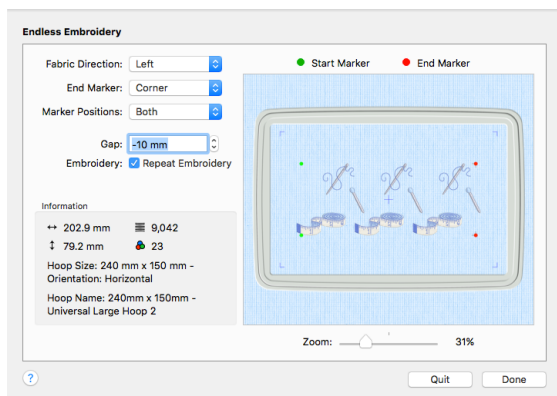 Endless Embroidery
Fabric Direction: Left
End Marker: Corner
Marker Positions: Both
Gap: -10 mm
Embroidery: Repeat Embroidery
Information
202.9 mm 9,042
79.2 mm 23
Hoop Size: 240 mm x 150 mm -
Orientation: Horizontal
Hoop Name: 240mm x 150mm -
Universal Large Hoop 2
Start Marker End Marker
Zoom: 31%
? Quit Done